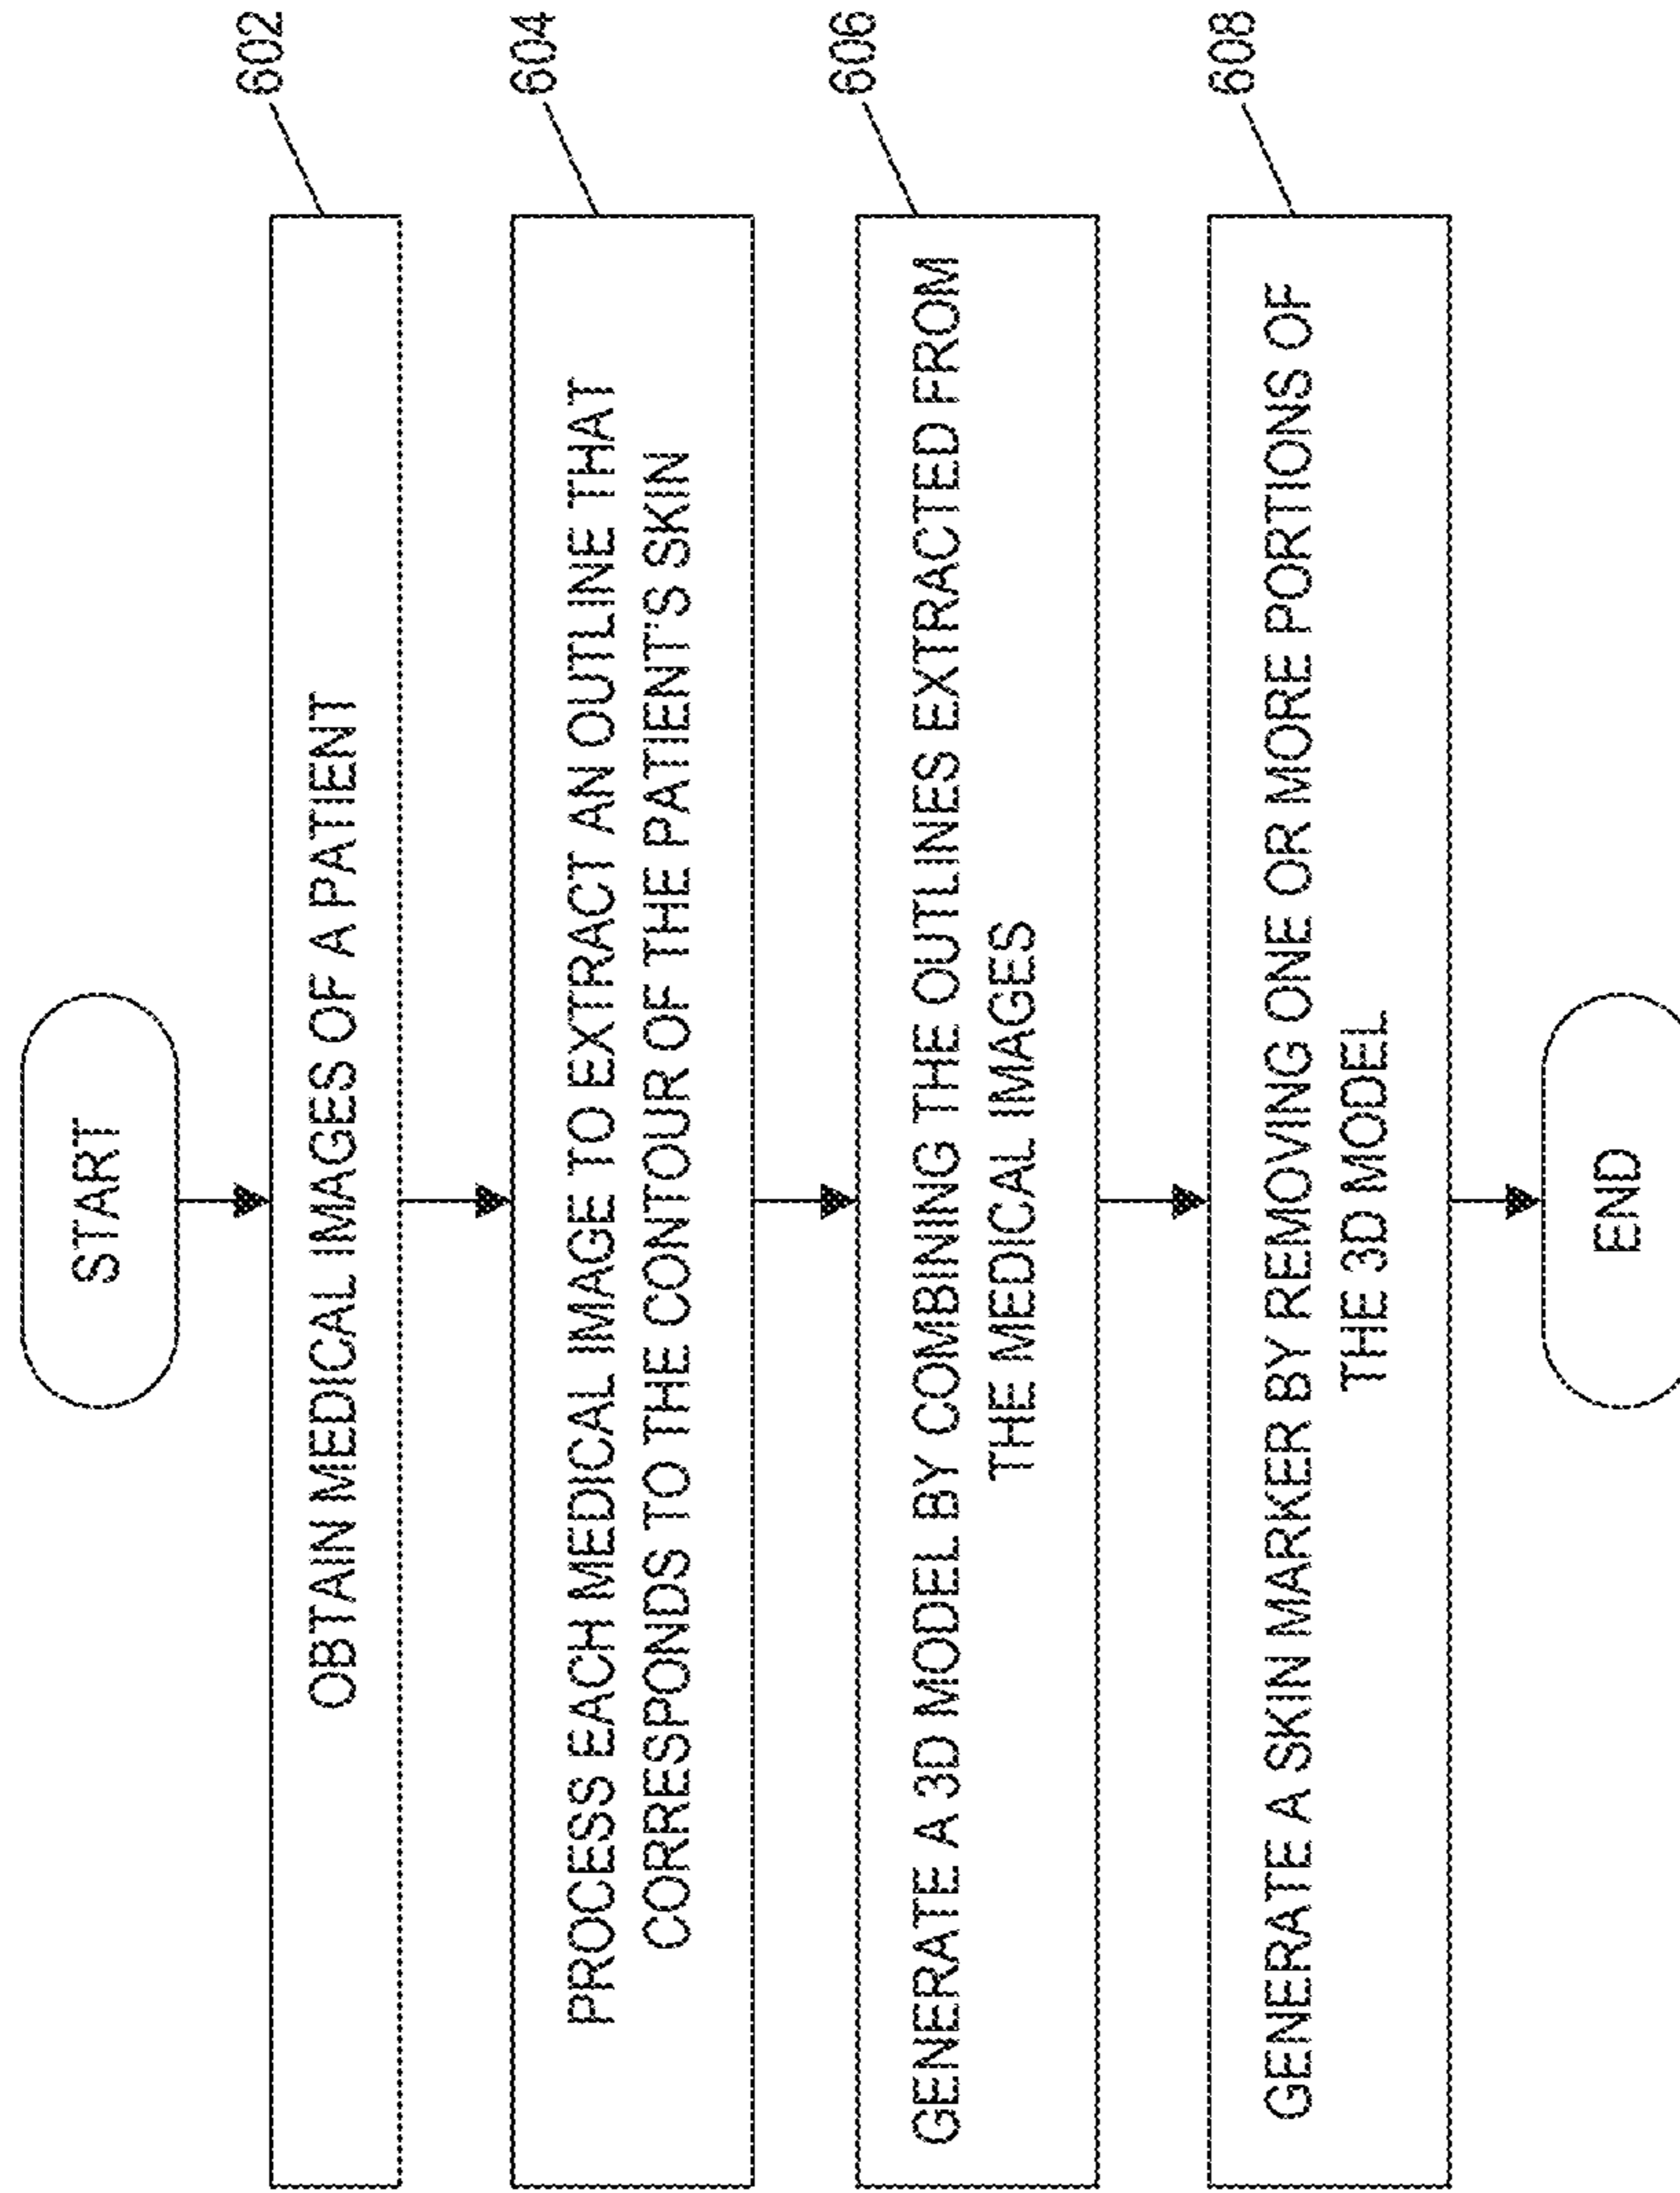 START
602
OBTAIN MEDICAL IMAGES OF A PATIENT
604
PROCESS EACH MEDICAL IMAGE TO EXTRACT AN OUTLINE THAT
CORRESPONDS TO THE CONTOUR OF THE PATIENT'S SKIN
606
GENERATE A 3D MODEL BY COMBINING THE OUTLINES EXTRACTED FROM
THE MEDICAL IMAGES
608
GENERATE A SKIN MARKER BY REMOVING ONE OR MORE PORTIONS OF
THE 3D MODEL
END